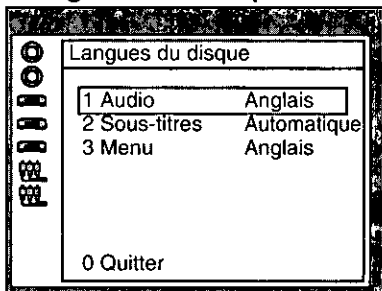 Langues du disque
1 Audio Anglais
2 Sous-titres Automatique
3 Menu Anglais
0 Quitter